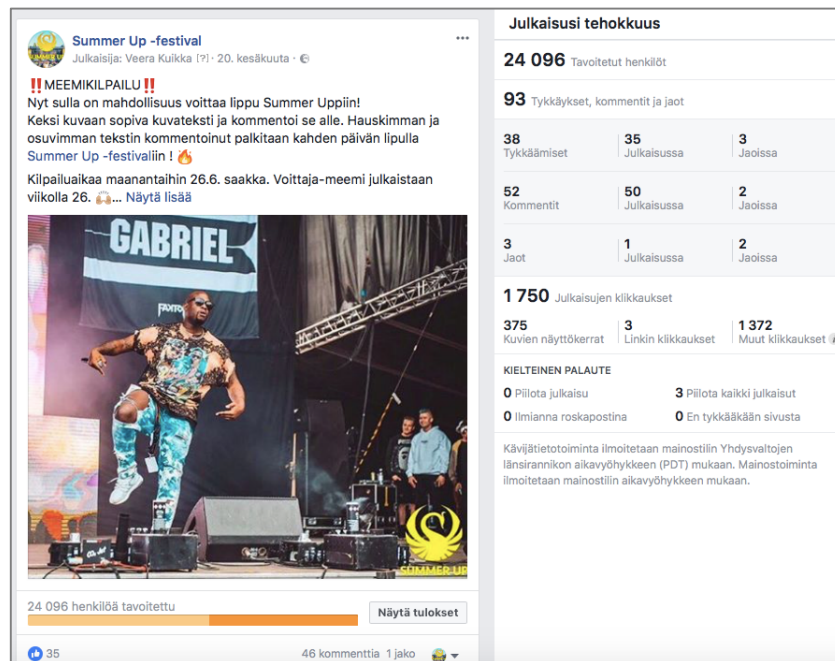 Summer Up -festival
Julkaisija: Veera Kuikka [?] · 20. kesäkuuta ·
‼MEEMIKILPAILU‼
Nyt sulla on mahdollisuus voittaa lippu Summer Uppiin!
Keksi kuvaan sopiva kuvateksti ja kommentoi se alle. Hauskimman ja
osuvimman tekstin kommentoinut palkitaan kahden päivän lipulla
Summer Up -festivaliin ! 🔥
Kilpailuaikaa maanantaihin 26.6. saakka. Voittaja-meemi julkaistaan
viikolla 26. 🙌... Näytä lisää
GABRIEL
SUMMER UP
24 096 henkilöä tavoitettu
Näytä tulokset
35
46 kommenttia 1 jako
Julkaisusi tehokkuus
24 096 Tavoitetut henkilöt
93 Tykkäykset, kommentit ja jaot
38 35 3
Tykkäämiset Julkaisussa Jaoissa
52 50 2
Kommentit Julkaisussa Jaoissa
3 1 2
Jaot Julkaisussa Jaoissa
1 750 Julkaisujen klikkaukset
375 3 1 372
Kuvien näyttökerrat Linkin klikkaukset Muut klikkaukset
KIELTEINEN PALAUTE
0 Piilota julkaisu 3 Piilota kaikki julkaisut
0 Ilmianna roskapostina 0 En tykkääkään sivusta
Kävijätietotoiminta ilmoitetaan mainostilin Yhdysvaltojen
länsirannikon aikavyöhykkeen (PDT) mukaan. Mainostoiminta
ilmoitetaan mainostilin aikavyöhykkeen mukaan.